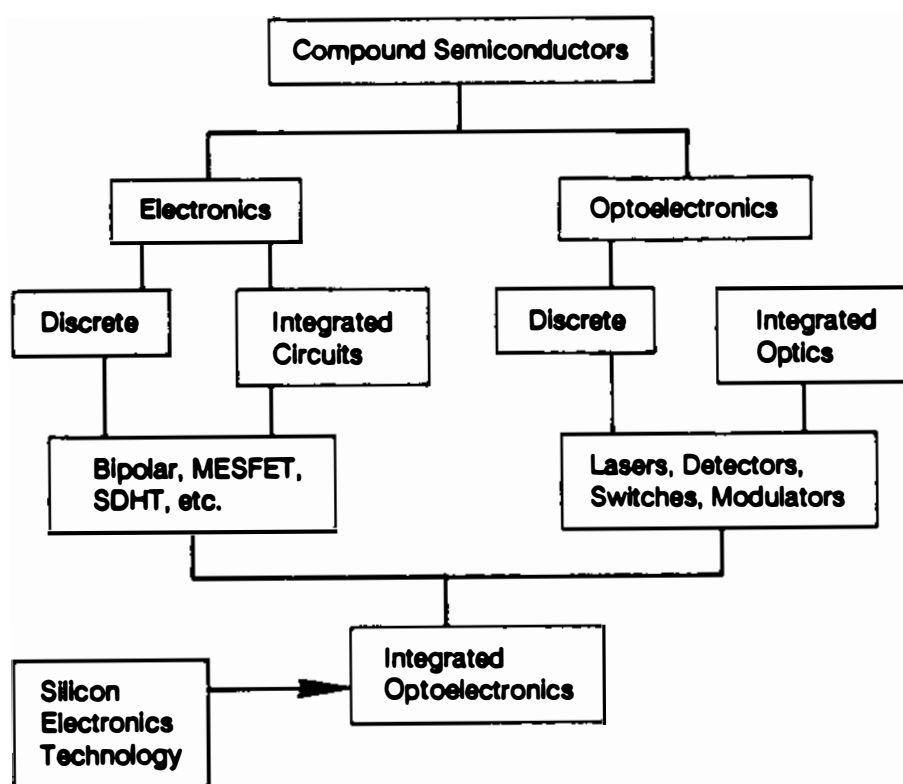 Compound Semiconductors
Electronics
Optoelectronics
Discrete
Integrated
Circuits
Discrete
Integrated
Optics
Bipolar, MESFET,
SDHT, etc.
Lasers, Detectors,
Switches, Modulators
Integrated
Optoelectronics
Silicon
Electronics
Technology